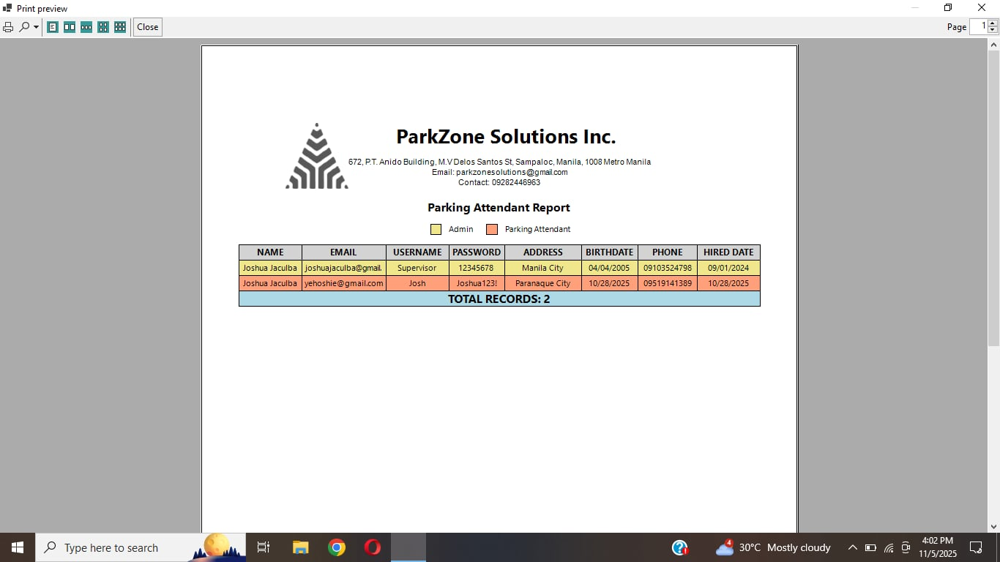 Print preview
Close
Page 1
ParkZone Solutions Inc.
672, P.T. Anido Building, M.V Delos Santos St, Sampaloc, Manila, 1008 Metro Manila
Email: parkzonesolutions@gmail.com
Contact: 09282446963
Parking Attendant Report
Admin Parking Attendant
NAME EMAIL USERNAME PASSWORD ADDRESS BIRTHDATE PHONE HIRED DATE
Joshua Jaculba joshuajaculba@gmail. Supervisor 12345678 Manila City 04/04/2005 09103524798 09/01/2024
Joshua Jaculba yehoshie@gmail.com Josh Joshua123! Paranaque City 10/28/2025 09519141389 10/28/2025
TOTAL RECORDS: 2
Type here to search
4
30°C Mostly cloudy
4:02 PM
11/5/2025